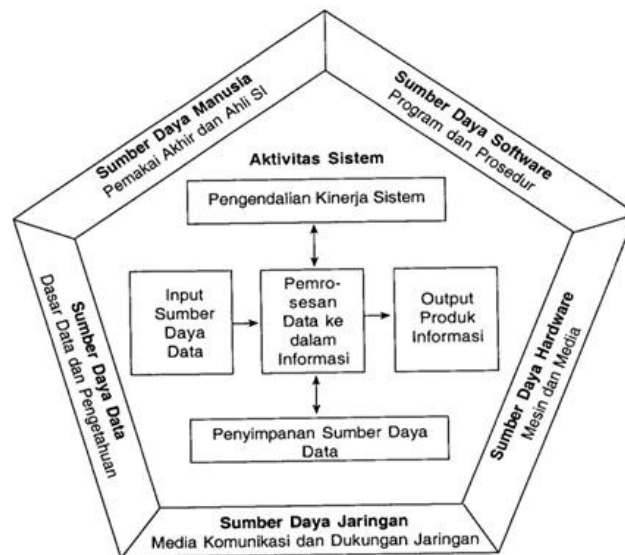 Sumber Daya Manusia
Pemakai Akhir dan Ahli SI
Sumber Daya Software
Program dan Prosedur
Aktivitas Sistem
Pengendalian Kinerja Sistem
Input
Sumber
Daya
Data
Pemro-
sesan
Data ke
dalam
Informasi
Output
Produk
Informasi
Penyimpanan Sumber Daya
Data
Sumber Daya Data
Dasar Data dan Pengetahuan
Sumber Daya Hardware
Mesin dan Media
Sumber Daya Jaringan
Media Komunikasi dan Dukungan Jaringan